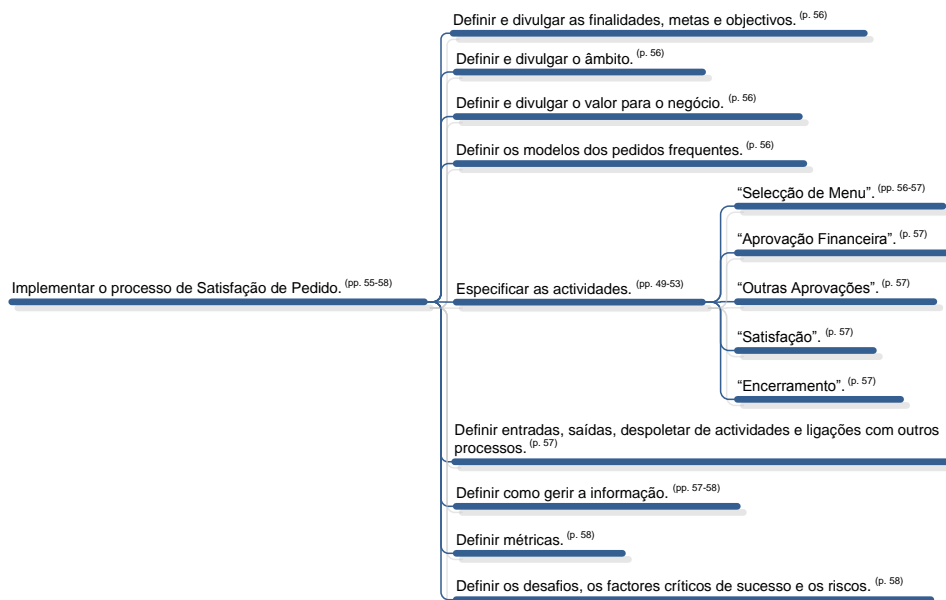 Definir e divulgar as finalidades, metas e objectivos. (p. 56)
Definir e divulgar o âmbito. (p. 56)
Definir e divulgar o valor para o negócio. (p. 56)
Definir os modelos dos pedidos frequentes. (p. 56)
“Selecção de Menu”. (pp. 56-57)
“Aprovação Financeira”. (p. 57)
Implementar o processo de Satisfação de Pedido. (pp. 55-58)
Especificar as actividades. (pp. 49-53)
“Outras Aprovações”. (p. 57)
“Satisfação”. (p. 57)
“Encerramento”. (p. 57)
Definir entradas, saídas, despoletar de actividades e ligações com outros
processos. (p. 57)
Definir como gerir a informação. (pp. 57-58)
Definir métricas. (p. 58)
Definir os desafios, os factores críticos de sucesso e os riscos. (p. 58)